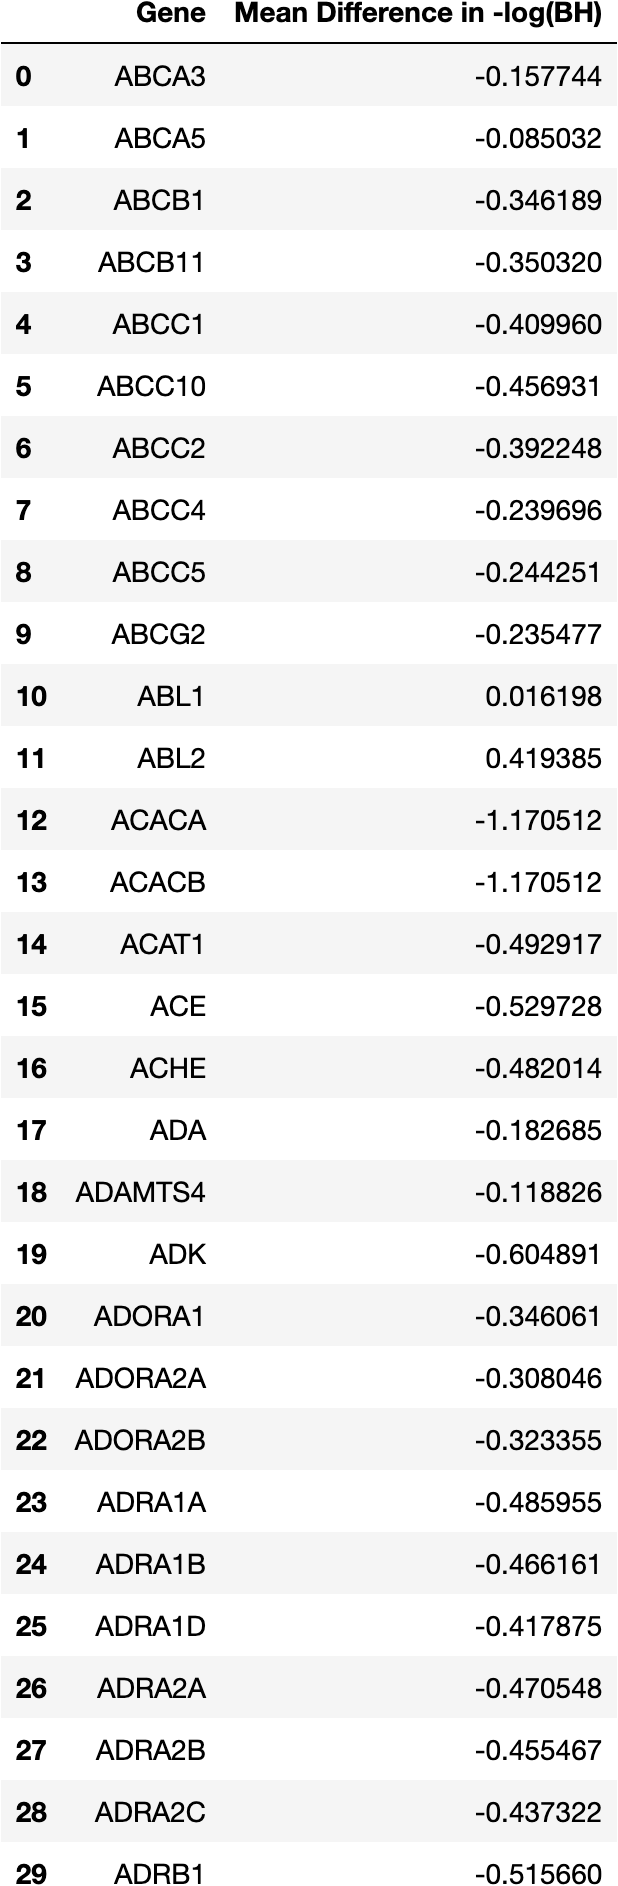 Gene Mean Difference in -log(BH)
0 ABCA3 -0.157744
1 ABCA5 -0.085032
2 ABCB1 -0.346189
3 ABCB11 -0.350320
4 ABCC1 -0.409960
5 ABCC10 -0.456931
6 ABCC2 -0.392248
7 ABCC4 -0.239696
8 ABCC5 -0.244251
9 ABCG2 -0.235477
10 ABL1 0.016198
11 ABL2 0.419385
12 ACACA -1.170512
13 ACACB -1.170512
14 ACAT1 -0.492917
15 ACE -0.529728
16 ACHE -0.482014
17 ADA -0.182685
18 ADAMTS4 -0.118826
19 ADK -0.604891
20 ADORA1 -0.346061
21 ADORA2A -0.308046
22 ADORA2B -0.323355
23 ADRA1A -0.485955
24 ADRA1B -0.466161
25 ADRA1D -0.417875
26 ADRA2A -0.470548
27 ADRA2B -0.455467
28 ADRA2C -0.437322
29 ADRB1 -0.515660